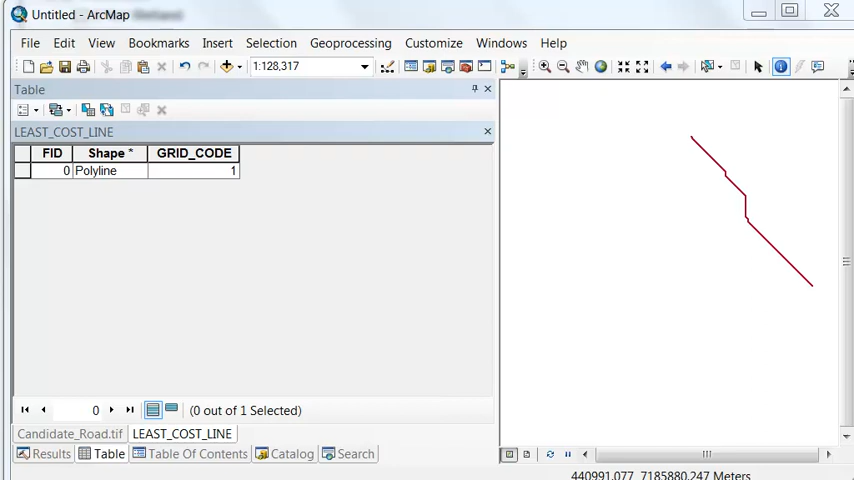 Untitled - ArcMap
File Edit View Bookmarks Insert Selection Geoprocessing Customize Windows Help
1:128,317
Table
LEAST_COST_LINE
FID Shape * GRID_CODE
0 Polyline 1
0 (0 out of 1 Selected)
Candidate_Road.tif LEAST_COST_LINE
Results Table Table Of Contents Catalog Search
440991.077 7185880.247 Meters